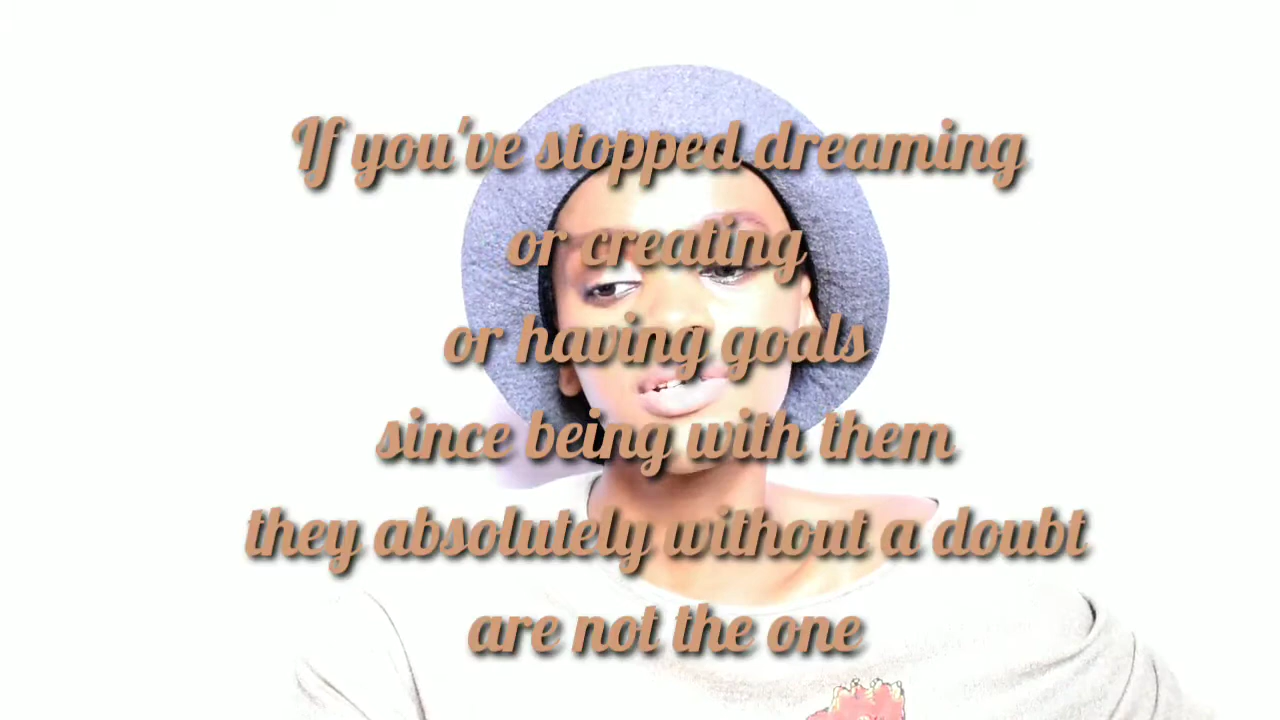 If you've stopped dreaming
or creating
or having goals
since being with them
they absolutely without a doubt
are not the one